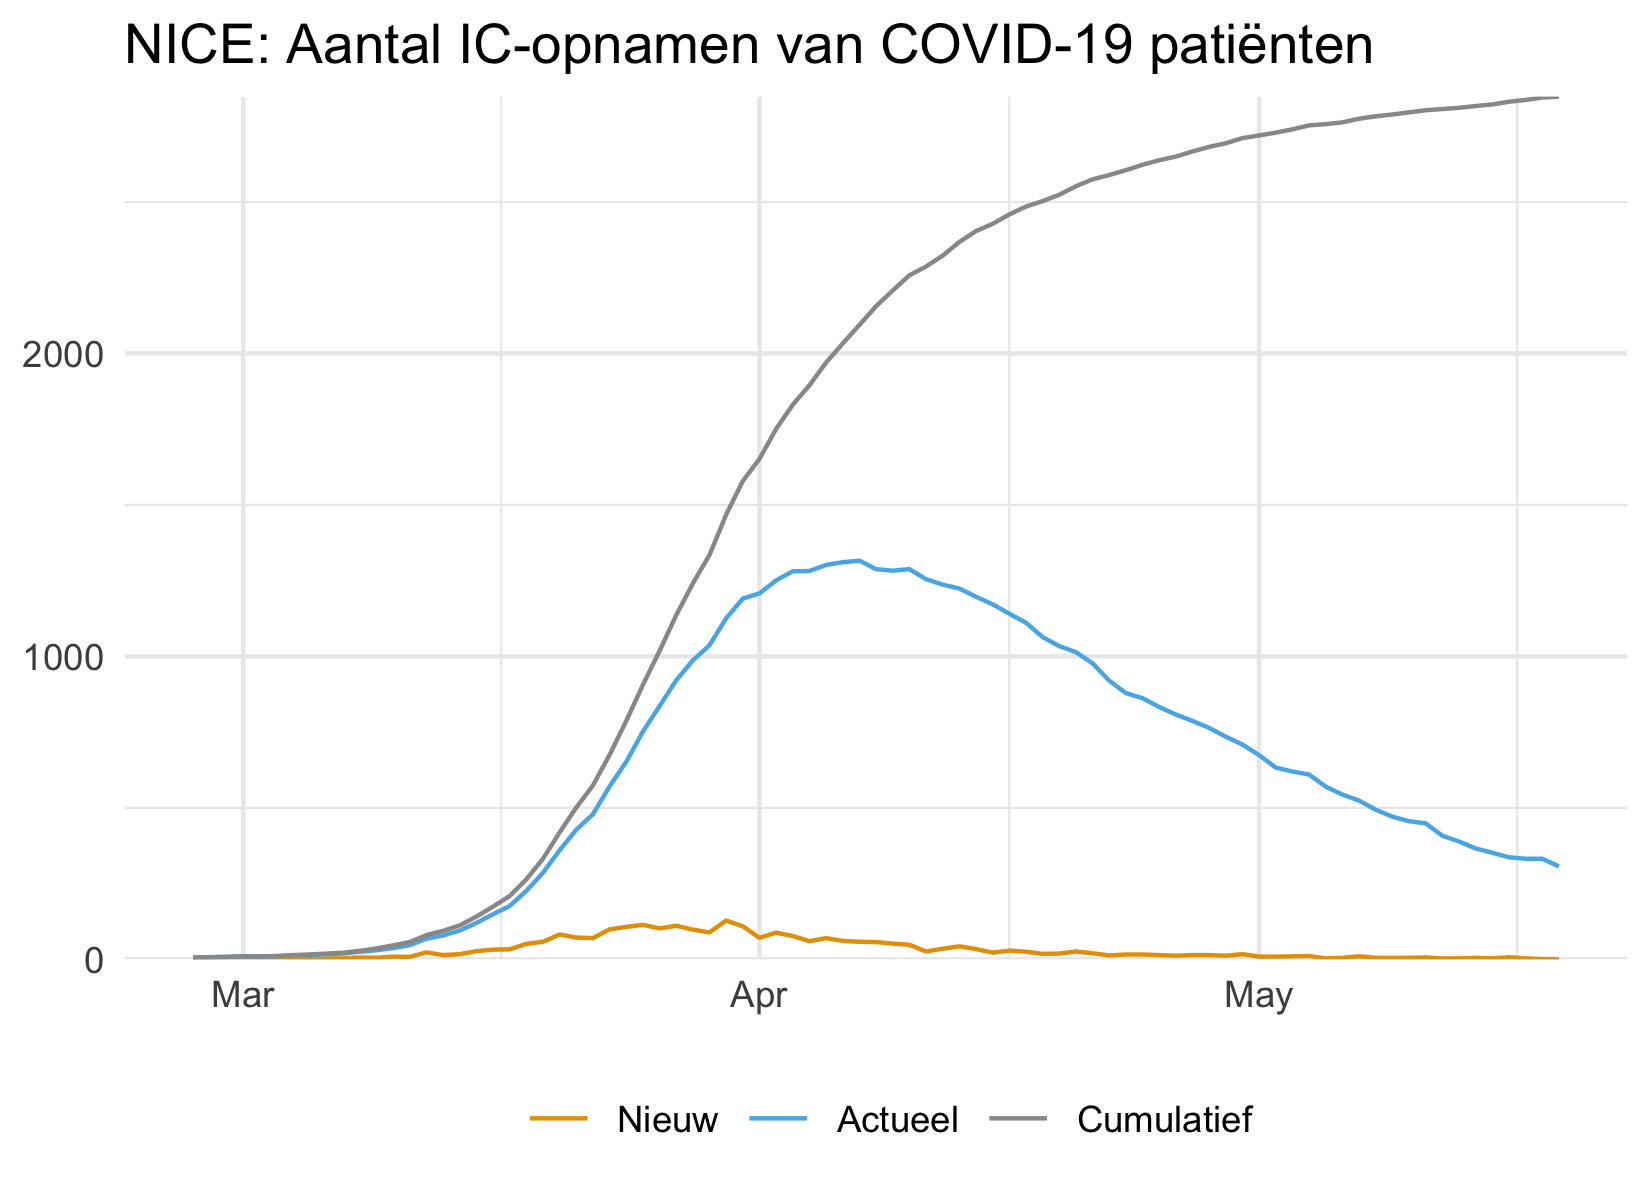 NICE: Aantal IC-opnamen van COVID-19 patiënten
2000
1000
0
Mar Apr May
Nieuw Actueel Cumulatief